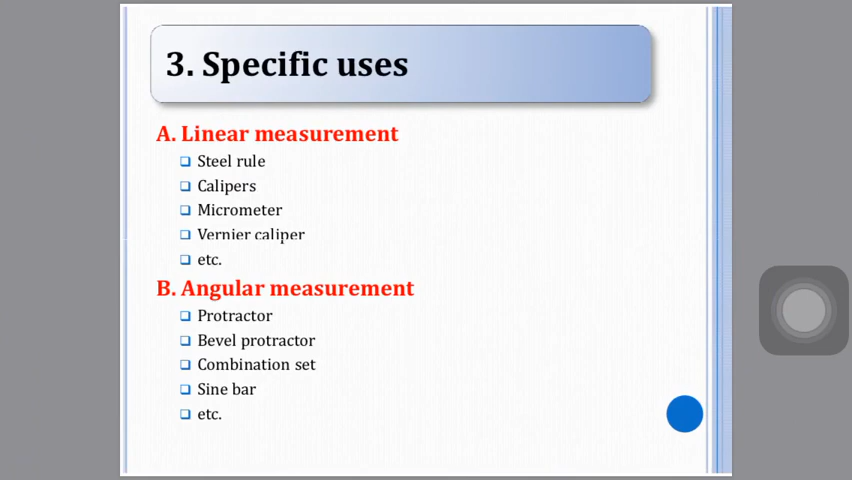 3. Specific uses
A. Linear measurement
Steel rule
Calipers
Micrometer
Vernier caliper
etc.
B. Angular measurement
Protractor
Bevel protractor
Combination set
Sine bar
etc.